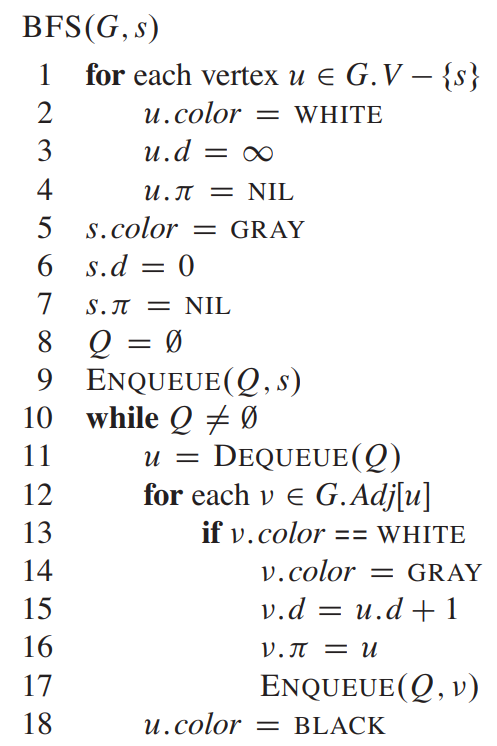 BFS(G, s)
1 for each vertex u ∈ G.V − {s}
2 u.color = WHITE
3 u.d = ∞
4 u.π = NIL
5 s.color = GRAY
6 s.d = 0
7 s.π = NIL
8 Q = Ø
9 ENQUEUE(Q, s)
10 while Q ≠ Ø
11 u = DEQUEUE(Q)
12 for each v ∈ G.Adj[u]
13 if v.color == WHITE
14 v.color = GRAY
15 v.d = u.d + 1
16 v.π = u
17 ENQUEUE(Q, v)
18 u.color = BLACK